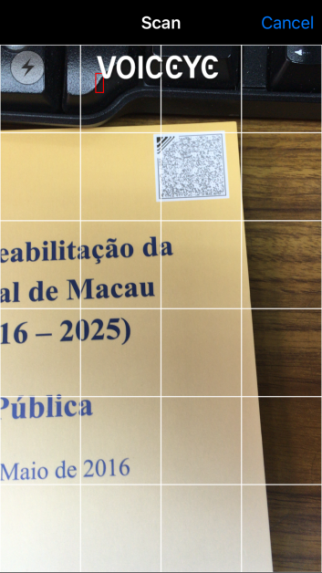 Scan
Cancel
VOICEYE
eabilitação da
al de Macau
16 – 2025)
Pública
Maio de 2016